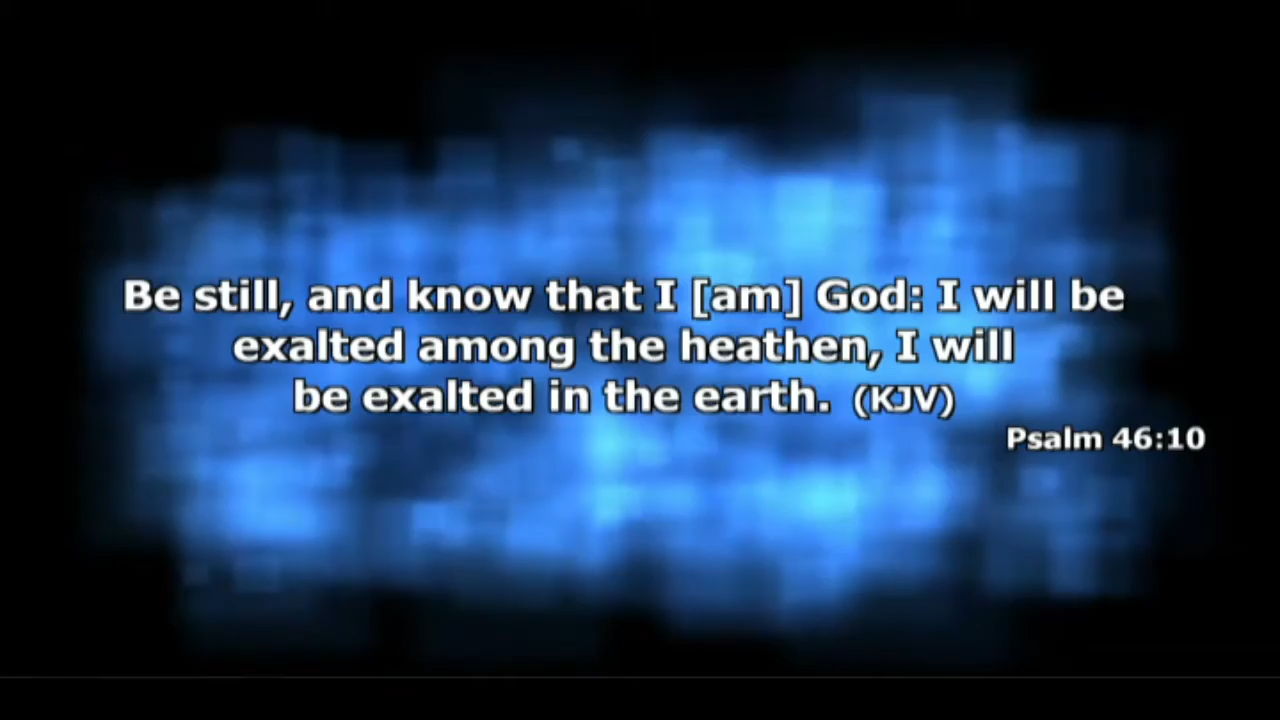 Be still, and know that I [am] God: I will be
exalted among the heathen, I will
be exalted in the earth. (KJV)
Psalm 46:10